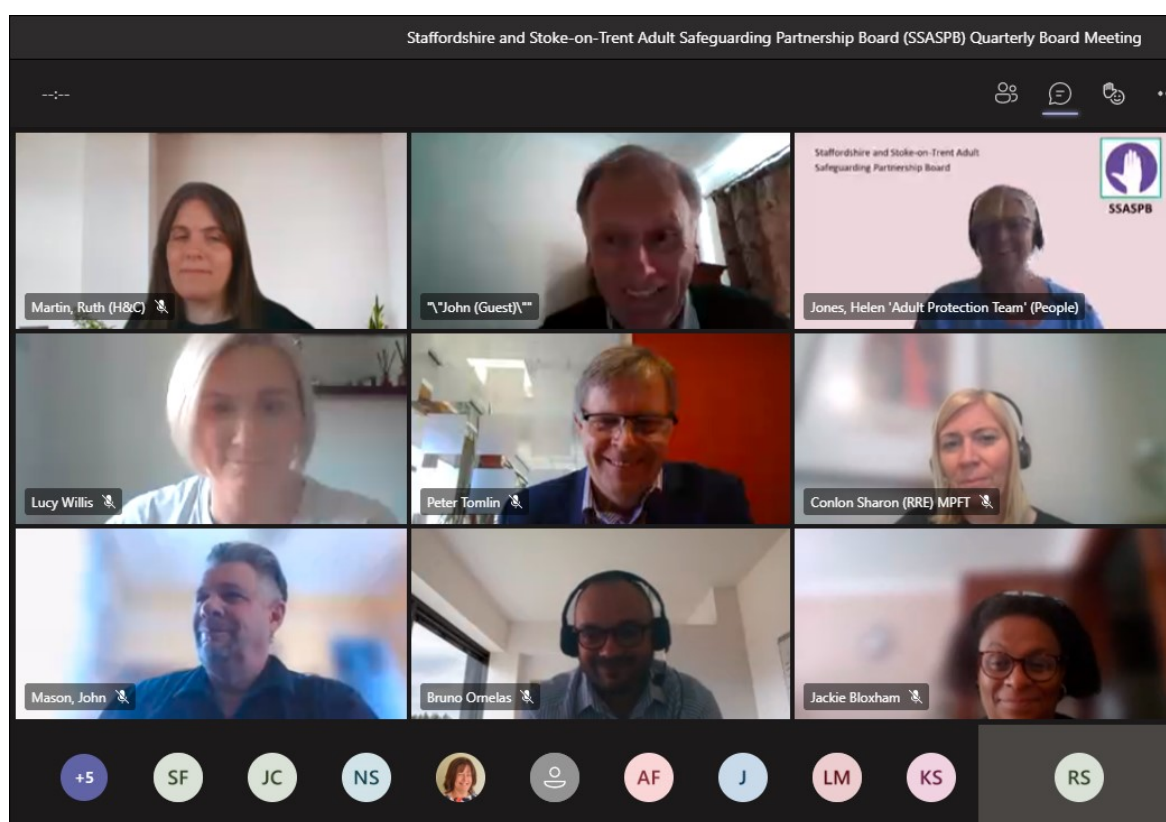 Staffordshire and Stoke-on-Trent Adult Safeguarding Partnership Board (SSASPB) Quarterly Board Meeting
--:--
Staffordshire and Stoke-on-Trent Adult
Safeguarding Partnership Board
SSASPB
Martin, Ruth (H&C)
"\"John (Guest)\""
Jones, Helen 'Adult Protection Team' (People)
Lucy Willis
Peter Tomlin
Conlon Sharon (RRE) MPFT
Mason, John
Bruno Ornelas
Jackie Bloxham
+5
SF
JC
NS
AF
J
LM
KS
RS